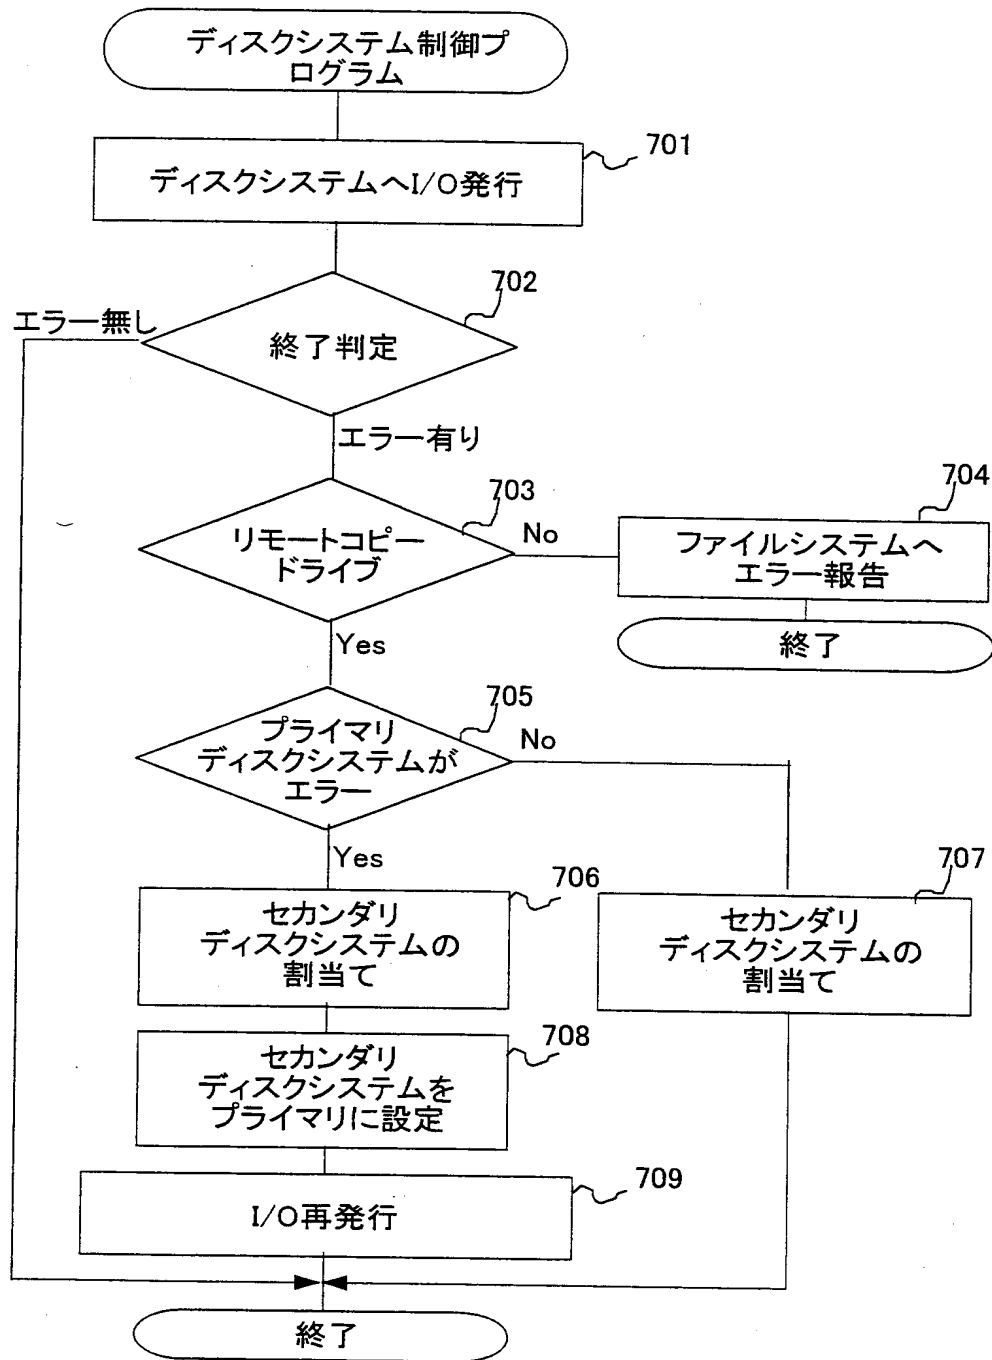 ディスクシステム制御プ
ログラム
701
ディスクシステムへI/O発行
702
エラー無し
終了判定
エラー有り
703
リモートコピー
ドライブ
No
704
ファイルシステムへ
エラー報告
終了
Yes
705
プライマリ
ディスクシステムが
エラー
No
Yes
706
セカンダリ
ディスクシステムの
割当て
707
セカンダリ
ディスクシステムの
割当て
708
セカンダリ
ディスクシステムを
プライマリに設定
709
I/O再発行
終了